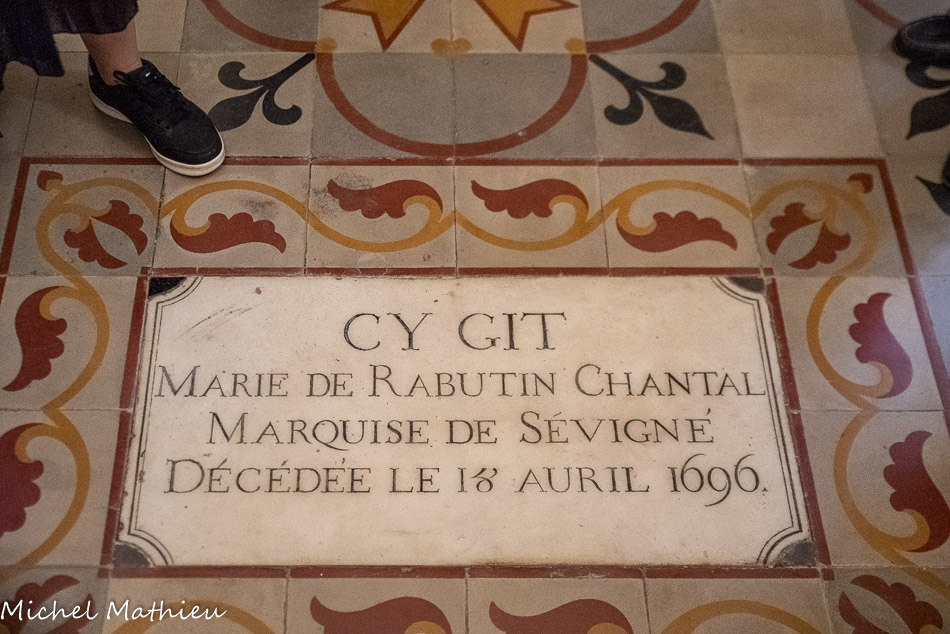 CY GIT
MARIE DE RABUTIN CHANTAL
MARQUISE DE SÉVIGNÉ
DÉCÉDÉE LE 18 AURIL 1696.
Michel Mathieu